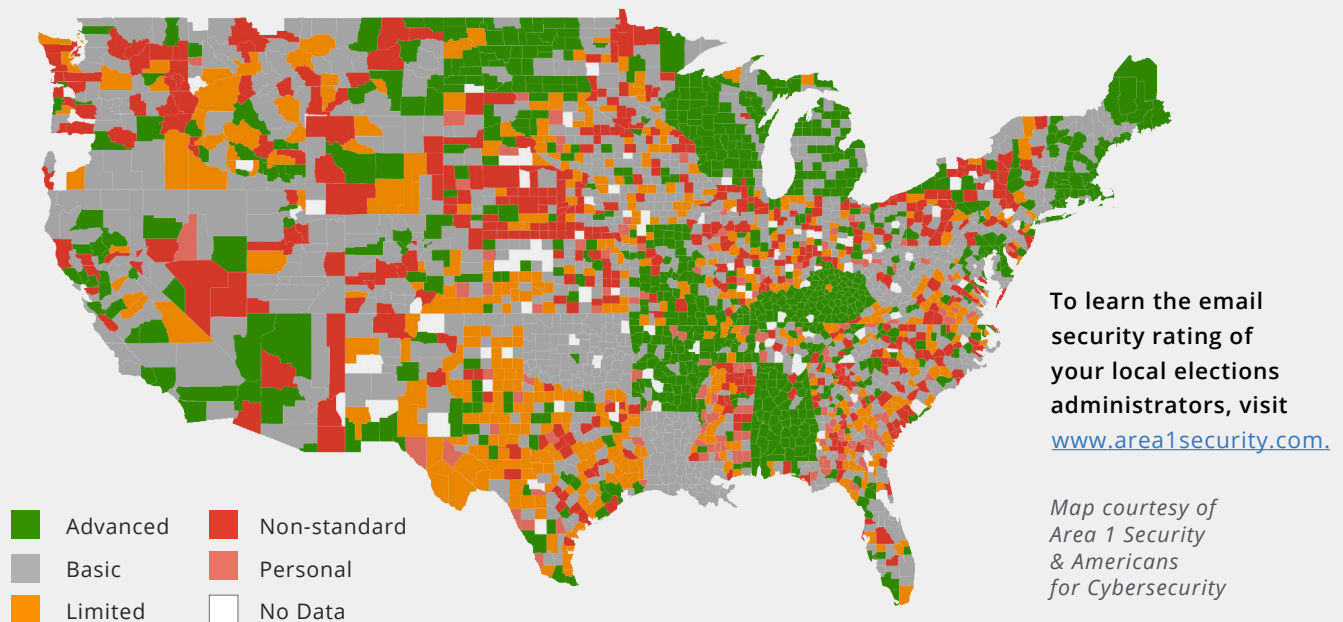 To learn the email
security rating of
your local elections
administrators, visit
www.area1security.com.
Map courtesy of
Area 1 Security
& Americans
for Cybersecurity
Advanced
Non-standard
Basic
Personal
Limited
No Data